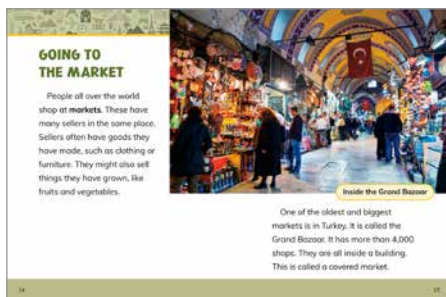 GOING TO
THE MARKET
People all over the world
shop at markets. These have
many sellers in the same place.
Sellers often have goods they
have made, such as clothing or
furniture. They might also sell
things they have grown, like
fruits and vegetables.
Inside the Grand Bazaar
One of the oldest and biggest
markets is in Turkey. It is called the
Grand Bazaar. It has more than 4,000
shops. They are all inside a building.
This is called a covered market.
14
15